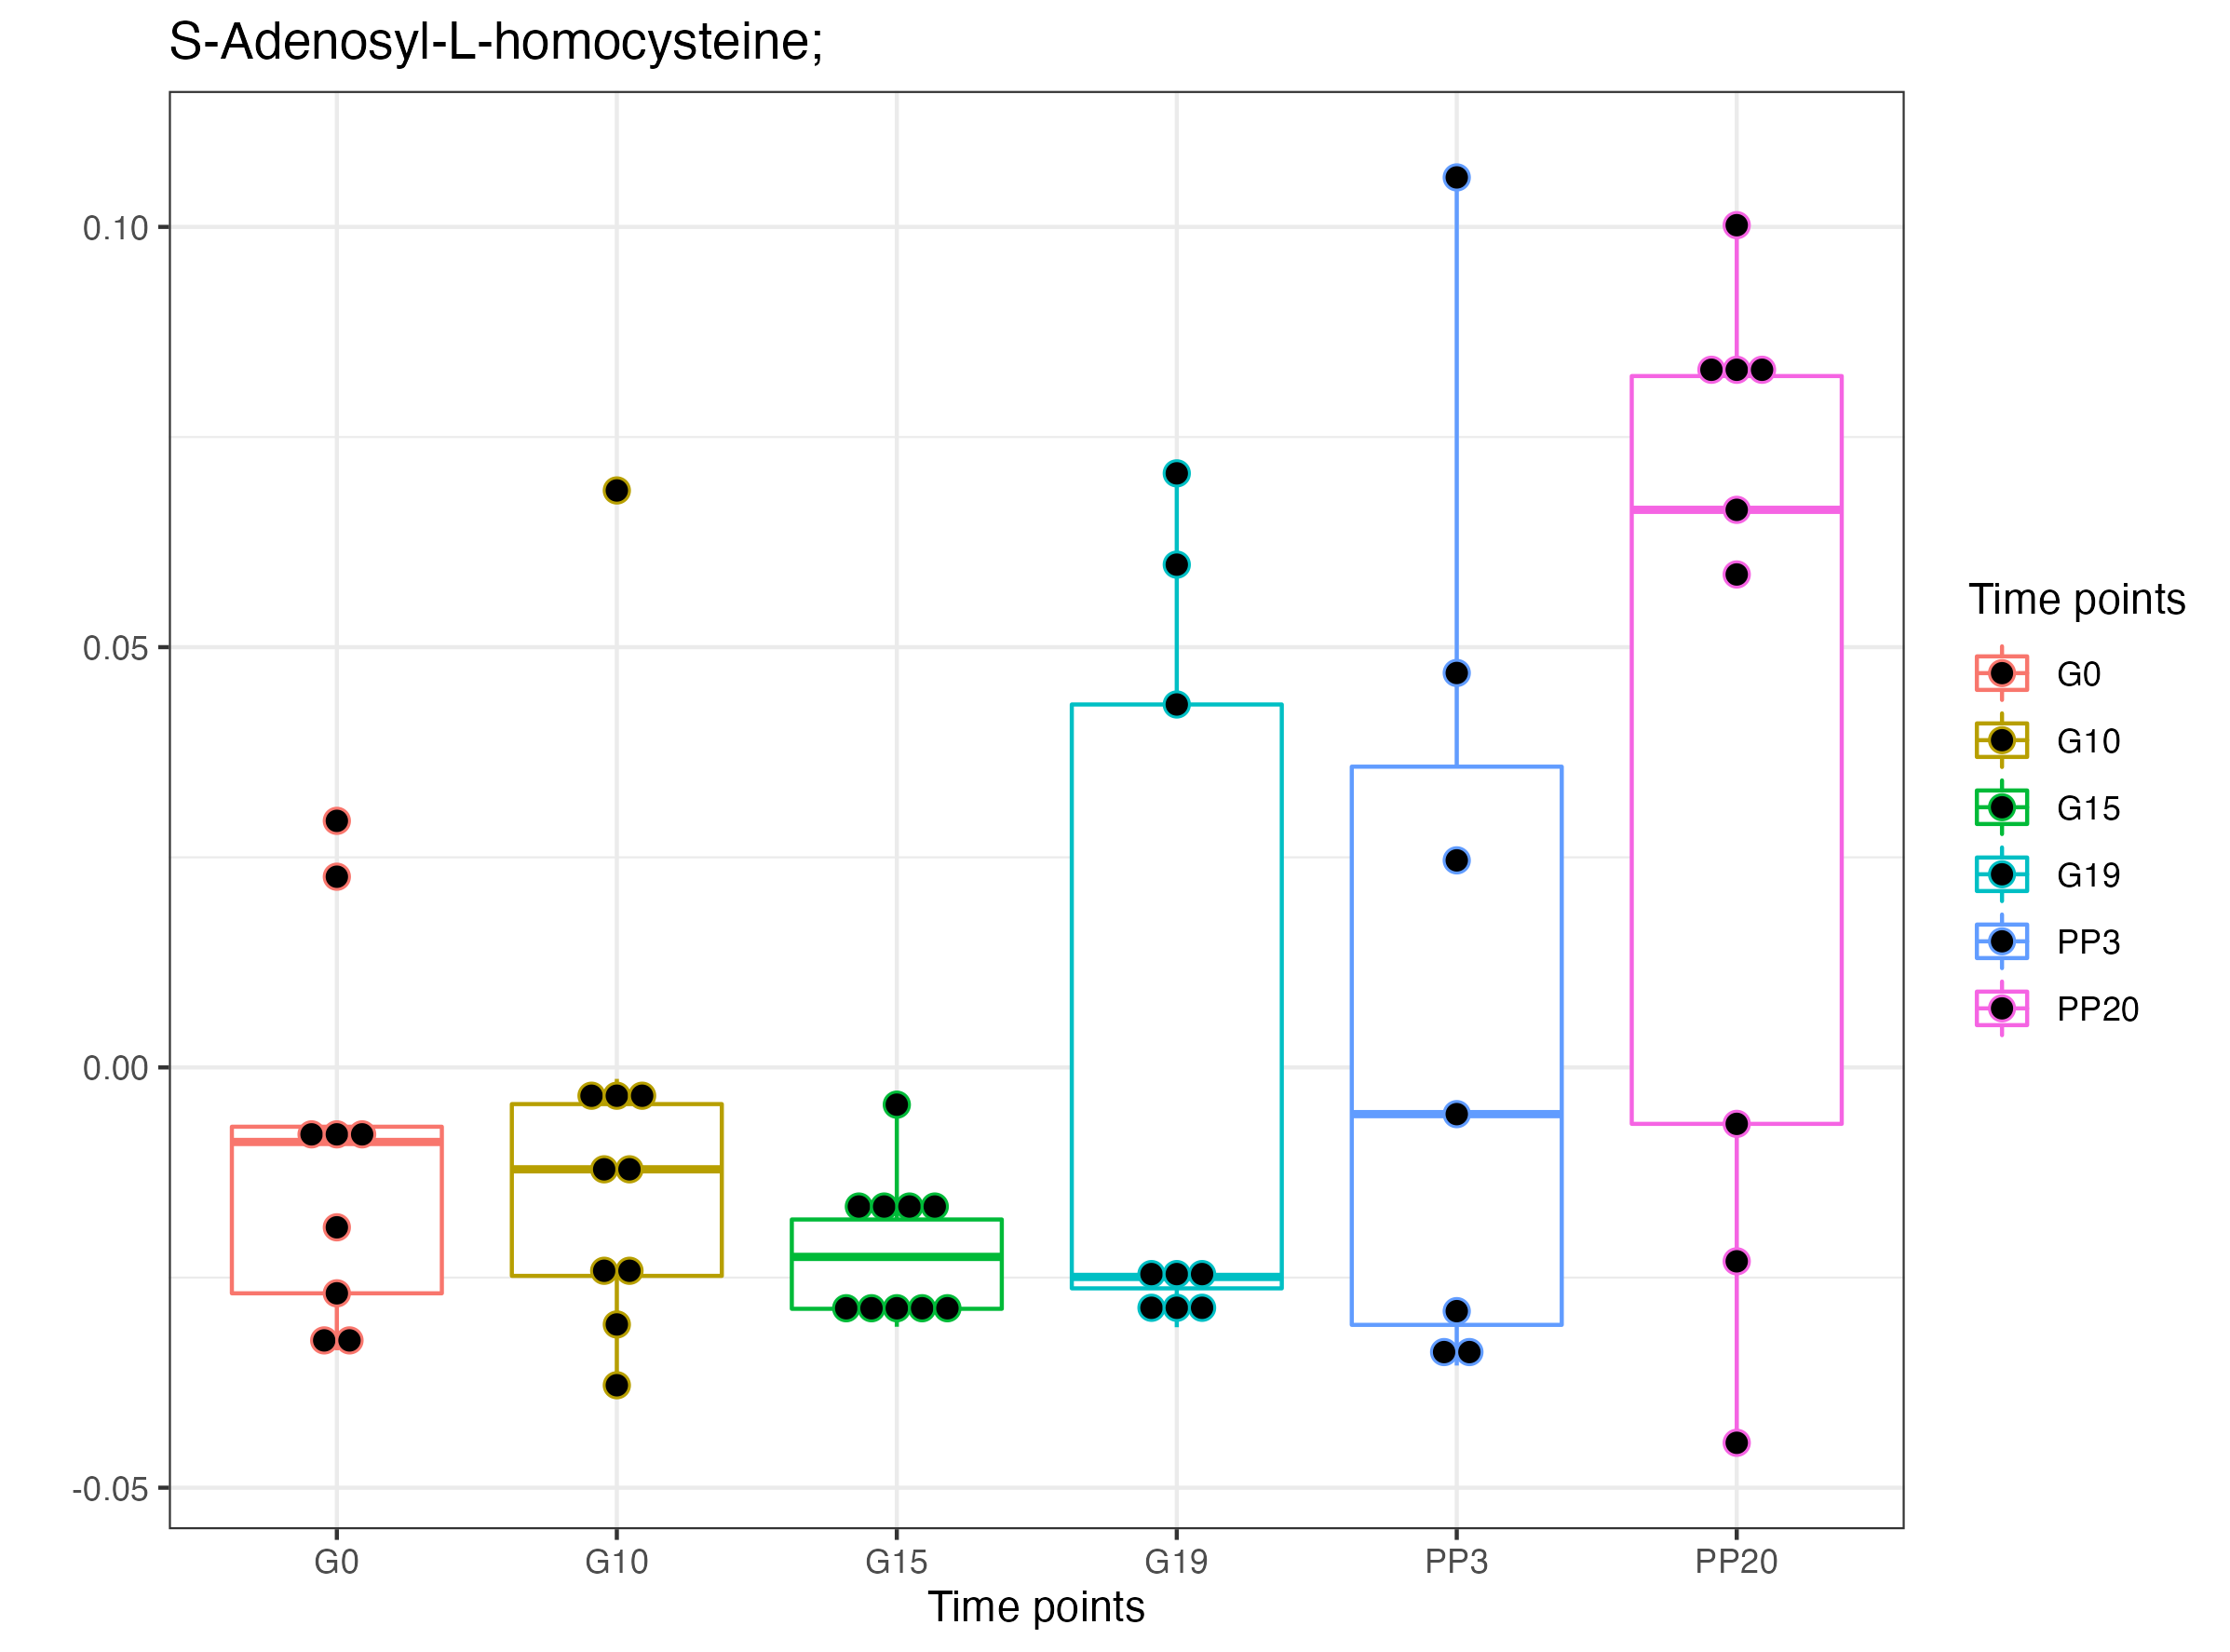 S-Adenosyl-L-homocysteine;
0.10
0.05
0.00
-0.05
G0 G10 G15 G19 PP3 PP20
Time points
Time points
G0
G10
G15
G19
PP3
PP20